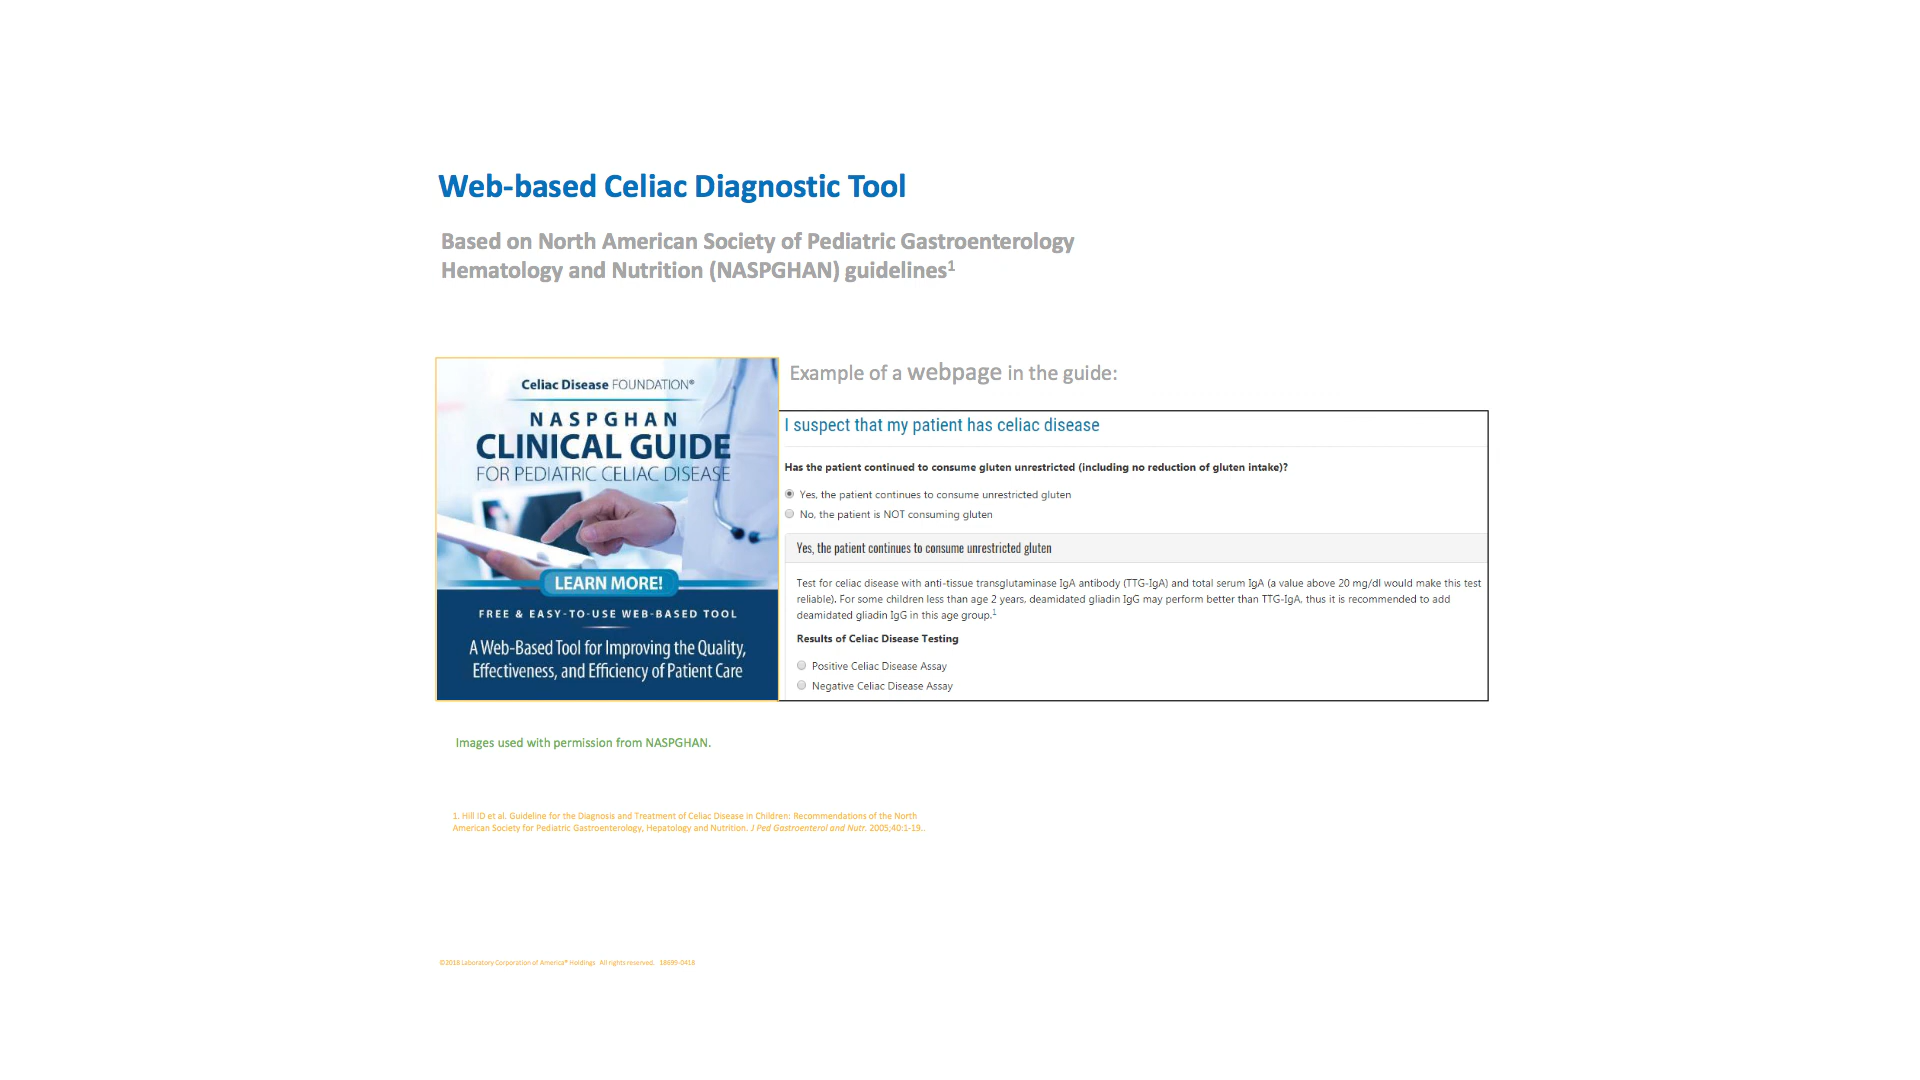 Web-based Celiac Diagnostic Tool
Based on North American Society of Pediatric Gastroenterology
Hematology and Nutrition (NASPGHAN) guidelines1
Celiac Disease FOUNDATION®
NASPGHAN
CLINICAL GUIDE
FOR PEDIATRIC CELIAC DISEASE
LEARN MORE!
FREE & EASY-TO-USE WEB-BASED TOOL
A Web-Based Tool for Improving the Quality,
Effectiveness, and Efficiency of Patient Care
Example of a webpage in the guide:
I suspect that my patient has celiac disease
Has the patient continued to consume gluten unrestricted (including no reduction of gluten intake)?
Yes, the patient continues to consume unrestricted gluten
No, the patient is NOT consuming gluten
Yes, the patient continues to consume unrestricted gluten
Test for celiac disease with anti-tissue transglutaminase IgA antibody (TTG-IgA) and total serum IgA (a value above 20 mg/dl would make this test
reliable). For some children less than age 2 years, deamidated gliadin IgG may perform better than TTG-IgA, thus it is recommended to add
deamidated gliadin IgG in this age group.1
Results of Celiac Disease Testing
Positive Celiac Disease Assay
Negative Celiac Disease Assay
Images used with permission from NASPGHAN.
1. Hill ID et al. Guideline for the Diagnosis and Treatment of Celiac Disease in Children: Recommendations of the North
American Society for Pediatric Gastroenterology, Hepatology and Nutrition. J Ped Gastroenterol and Nutr. 2005;40:1-19..
©2018 Laboratory Corporation of America® Holdings All rights reserved. 18699-0418